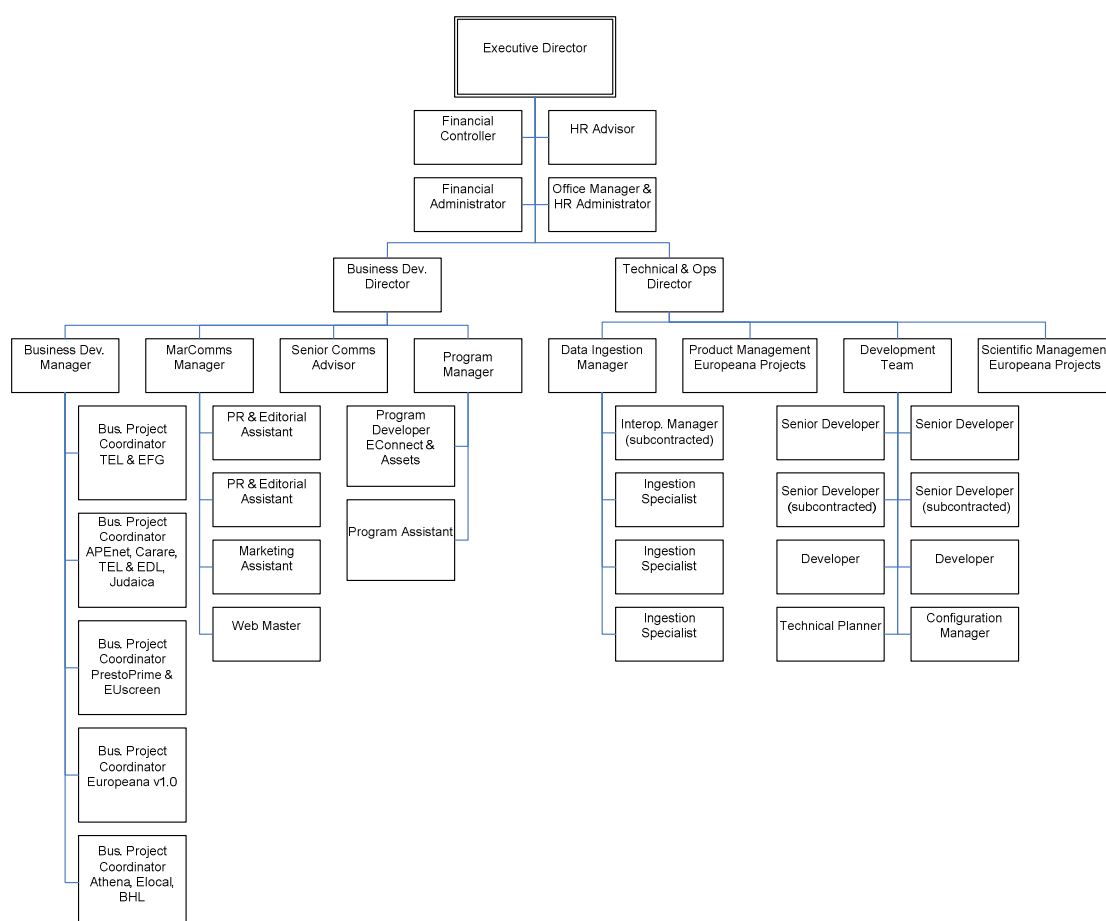 Executive Director
Financial
Controller
HR Advisor
Financial
Administrator
Office Manager &
HR Administrator
Business Dev.
Director
Technical & Ops
Director
Business Dev.
Manager
MarComms
Manager
Senior Comms
Advisor
Program
Manager
Data Ingestion
Manager
Product Management
Europeana Projects
Development
Team
Scientific Management
Europeana Projects
Bus. Project
Coordinator
TEL & EFG
Bus. Project
Coordinator
APEnet, Carare,
TEL & EDL,
Judaica
Bus. Project
Coordinator
PrestoPrime &
EUscreen
Bus. Project
Coordinator
Europeana v1.0
Bus. Project
Coordinator
Athena, Elocal,
BHL
PR & Editorial
Assistant
PR & Editorial
Assistant
Marketing
Assistant
Web Master
Program
Developer
EConnect &
Assets
Program Assistant
Interop. Manager
(subcontracted)
Ingestion
Specialist
Ingestion
Specialist
Ingestion
Specialist
Senior Developer
Senior Developer
Senior Developer
(subcontracted)
Senior Developer
(subcontracted)
Developer
Developer
Technical Planner
Configuration
Manager